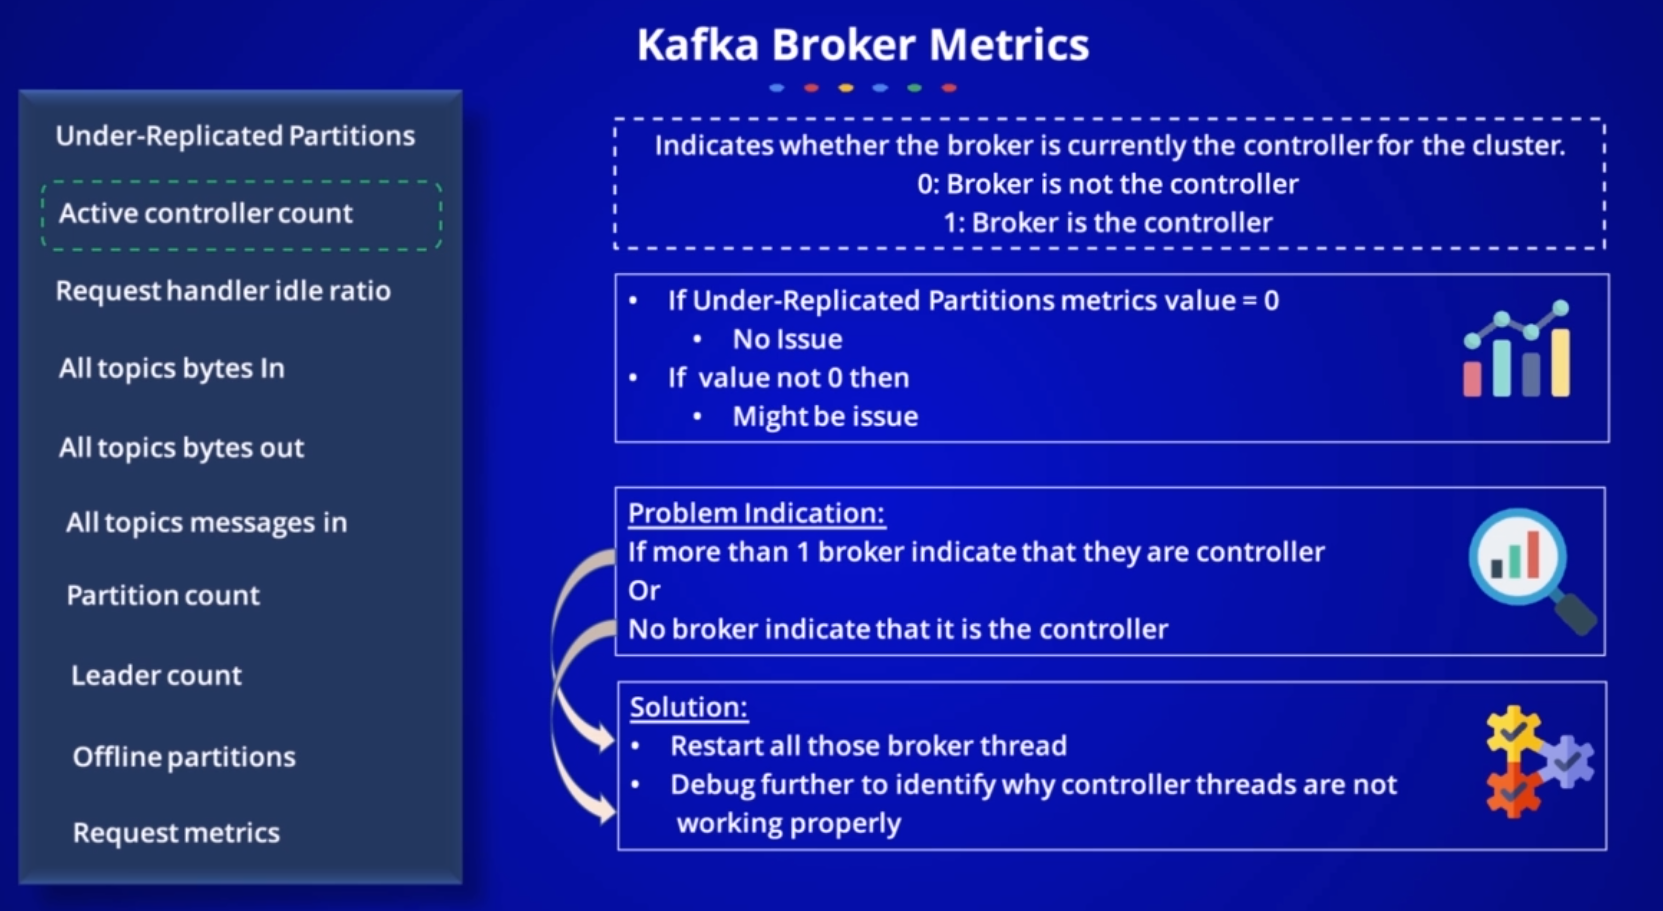 Kafka Broker Metrics
Under-Replicated Partitions
Active controller count
Request handler idle ratio
All topics bytes In
All topics bytes out
All topics messages in
Partition count
Leader count
Offline partitions
Request metrics
Indicates whether the broker is currently the controller for the cluster.
0: Broker is not the controller
1: Broker is the controller
• If Under-Replicated Partitions metrics value = 0
• No Issue
• If value not 0 then
• Might be issue
Problem Indication:
If more than 1 broker indicate that they are controller
Or
No broker indicate that it is the controller
Solution:
• Restart all those broker thread
• Debug further to identify why controller threads are not
working properly